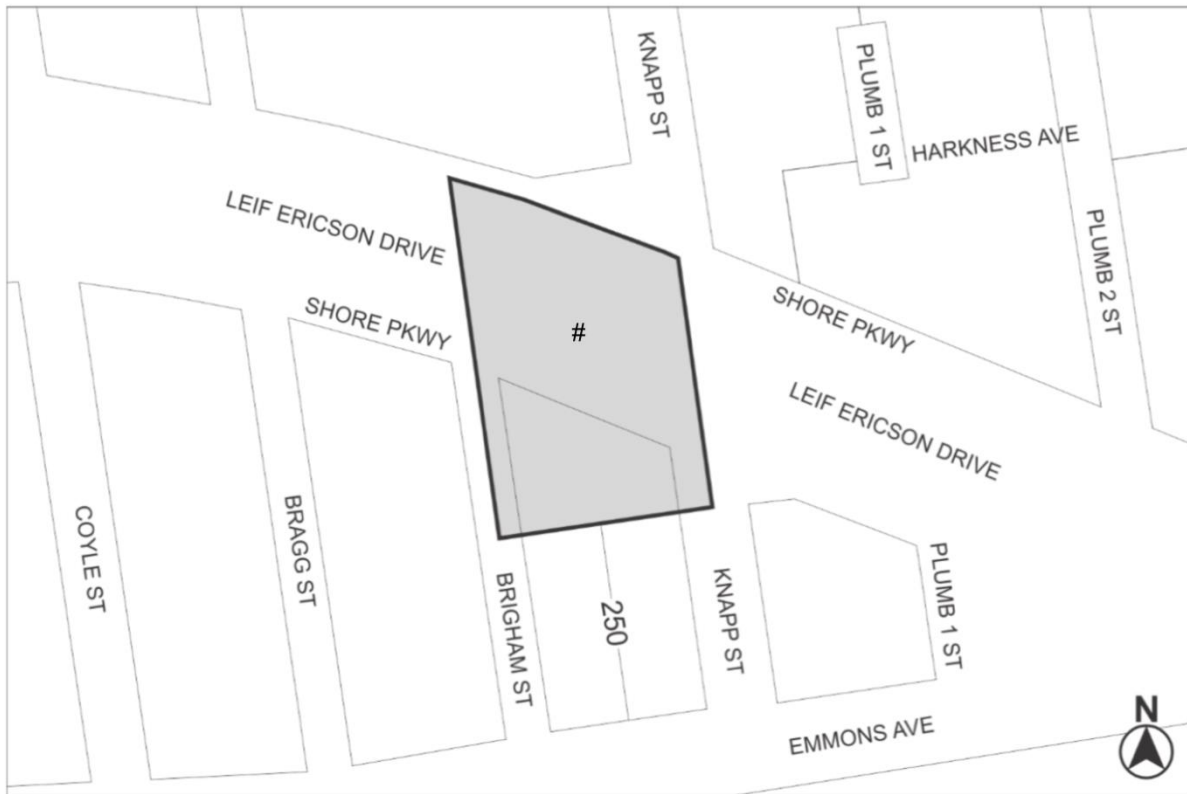 KNAPP ST
PLUMB 1 ST
HARKNESS AVE
LEIF ERICSON DRIVE
PLUMB 2 ST
SHORE PKWY
SHORE PKWY
#
LEIF ERICSON DRIVE
COYLE ST
BRAGG ST
BRIGHAM ST
250
KNAPP ST
PLUMB 1 ST
EMMONS AVE
N